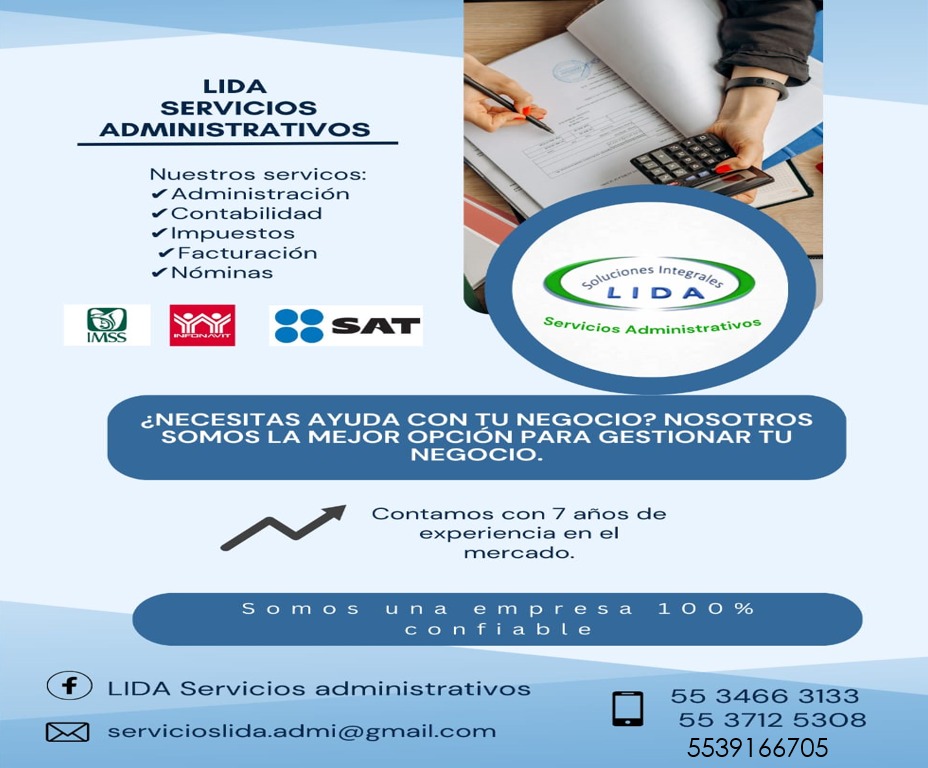 LIDA
SERVICIOS
ADMINISTRATIVOS
Nuestros servicos:
✔Administración
✔Contabilidad
✔Impuestos
✔Facturación
✔Nóminas
IMSS
INFONAVIT
SAT
Soluciones Integrales
LIDA
Servicios Administrativos
¿NECESITAS AYUDA CON TU NEGOCIO? NOSOTROS
SOMOS LA MEJOR OPCIÓN PARA GESTIONAR TU
NEGOCIO.
Contamos con 7 años de
experiencia en el
mercado.
Somos una empresa 100%
confiable
LIDA Servicios administrativos
servicioslida.admi@gmail.com
55 3466 3133
55 3712 5308
5539166705